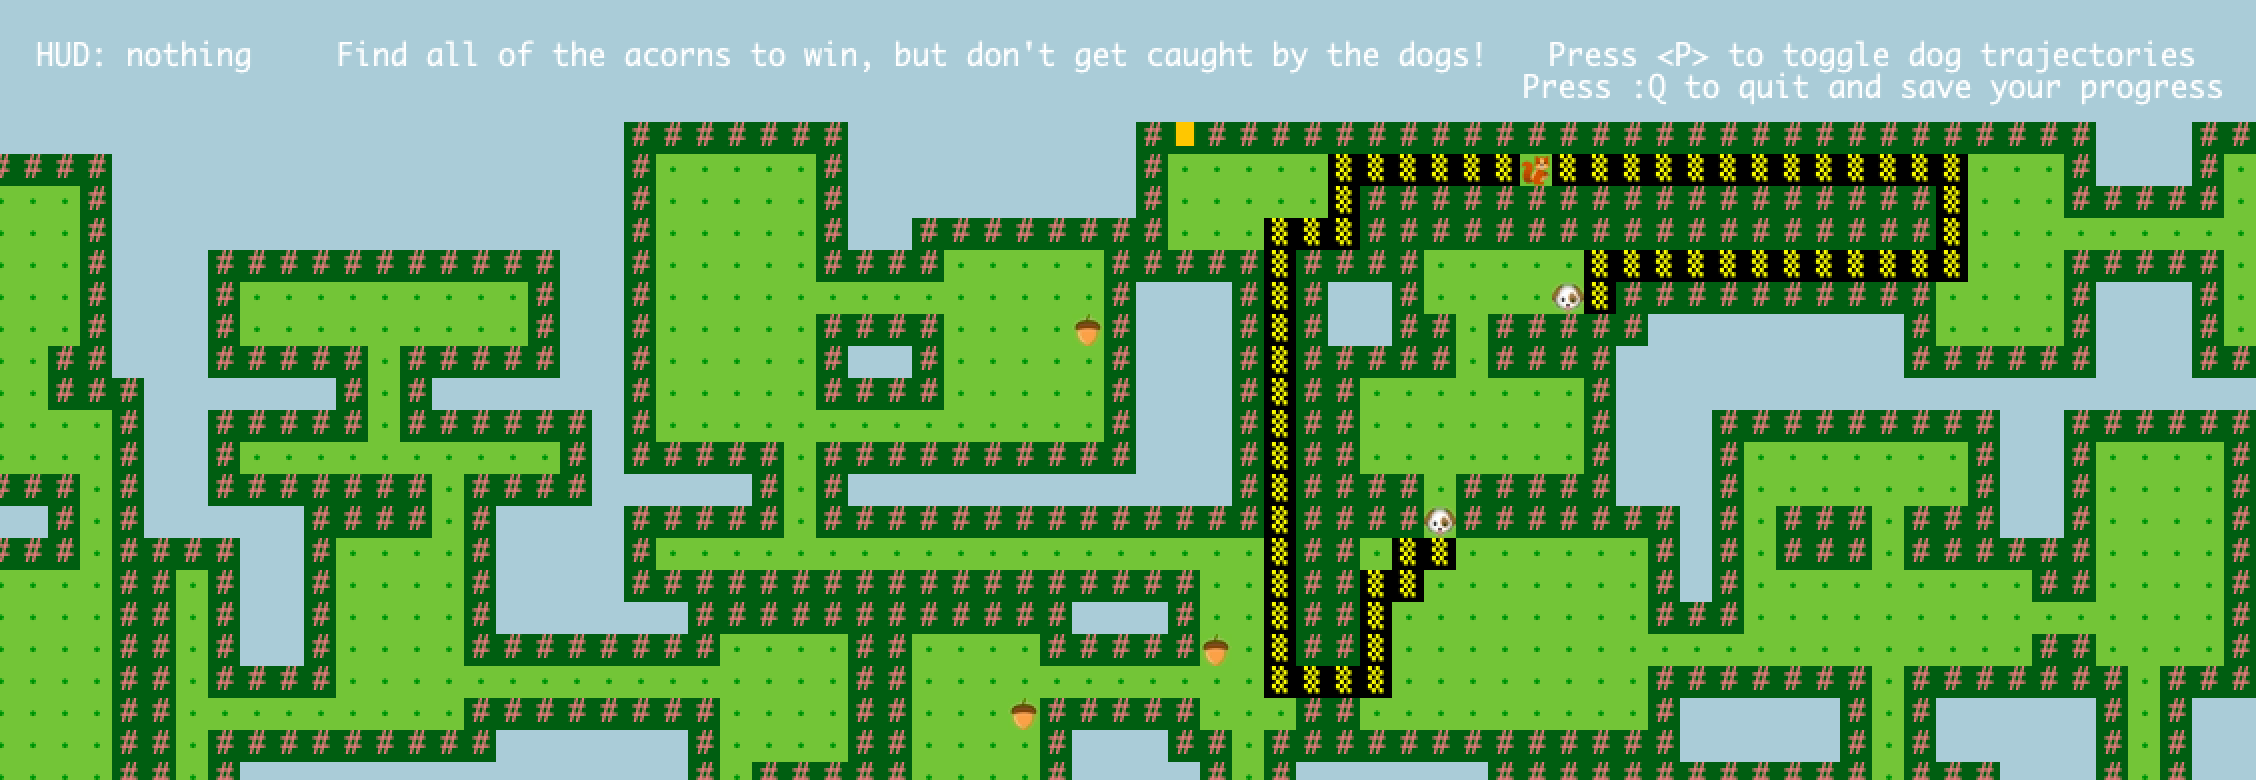 HUD: nothing Find all of the acorns to win, but don't get caught by the dogs! Press <P> to toggle dog trajectories
Press :Q to quit and save your progress